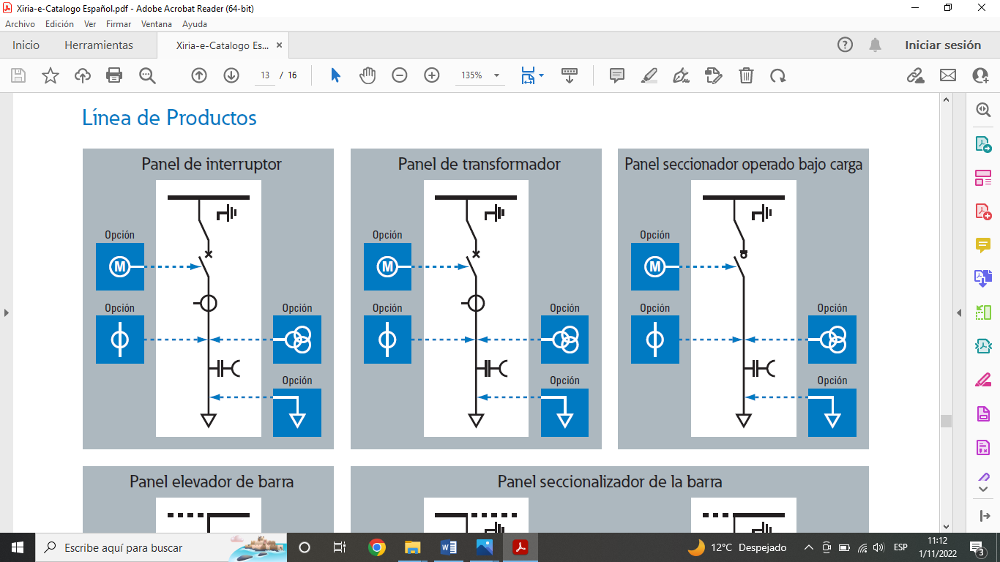 Xiria-e-Catalogo Español.pdf - Adobe Acrobat Reader (64-bit)
Archivo Edición Ver Firmar Ventana Ayuda
Inicio Herramientas Xiria-e-Catalogo Es... × Iniciar sesión
13 / 16 135%
Línea de Productos
Panel de interruptor
Opción
M
Opción
Opción
Opción
Panel de transformador
Opción
M
Opción
Opción
Opción
Panel seccionador operado bajo carga
Opción
M
Opción
Opción
Opción
Panel elevador de barra
Panel seccionalizador de la barra
Escribe aquí para buscar
12°C Despejado
ESP
11:12
1/11/2022
3